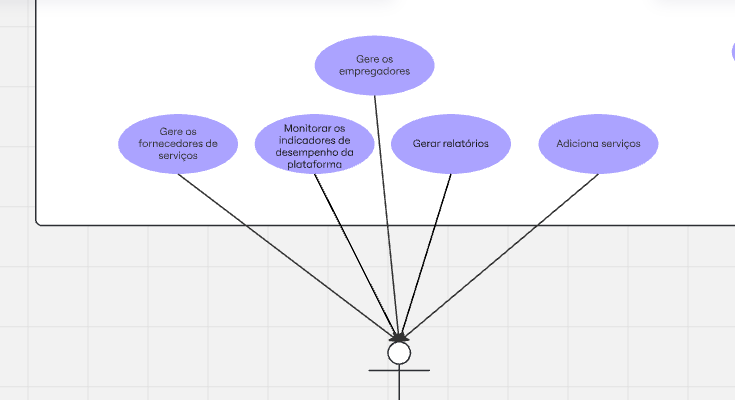 Gere os
empregadores
Gere os
fornecedores de
serviços
Monitorar os
indicadores de
desempenho da
plataforma
Gerar relatórios
Adiciona serviços